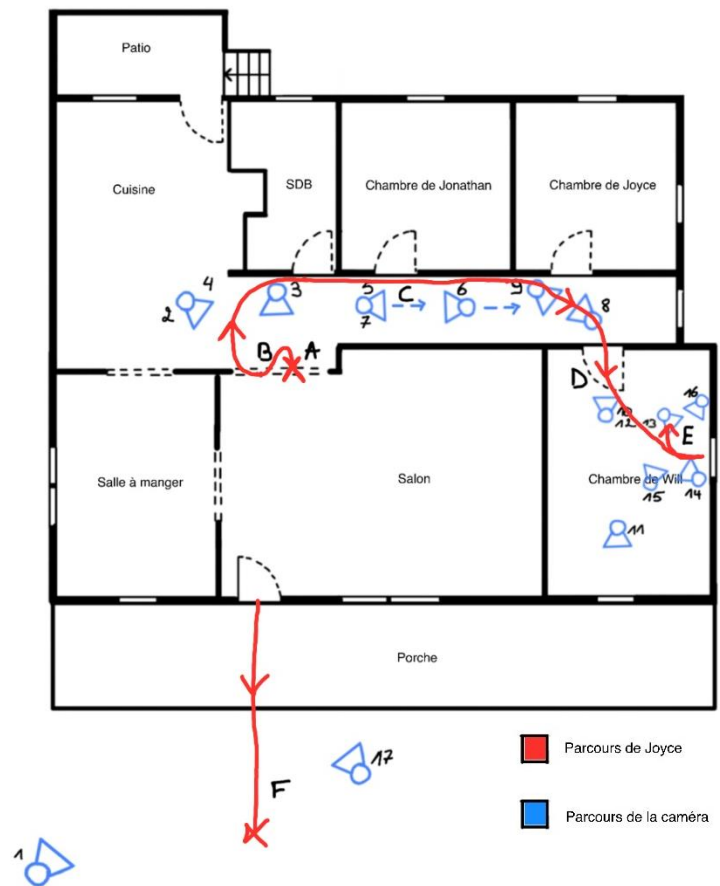 Patio
Cuisine
SDB
Chambre de Jonathan
Chambre de Joyce
4
2
3
5
7
C
6
9
8
B
A
D
10
12
13
16
E
Salle à manger
Salon
Chambre de Will
15
14
11
Porche
17
F
1
Parcours de Joyce
Parcours de la caméra